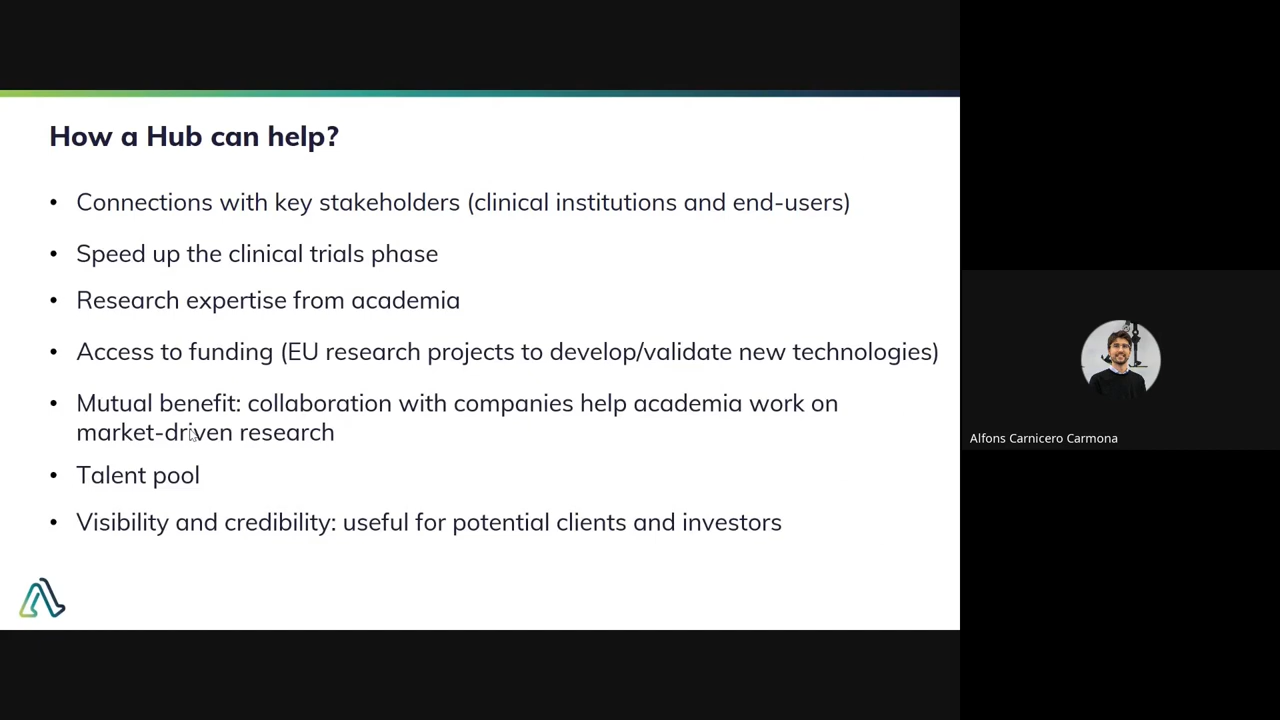 How a Hub can help?
• Connections with key stakeholders (clinical institutions and end-users)
• Speed up the clinical trials phase
• Research expertise from academia
• Access to funding (EU research projects to develop/validate new technologies)
• Mutual benefit: collaboration with companies help academia work on
market-driven research
• Talent pool
• Visibility and credibility: useful for potential clients and investors
Alfons Carnicero Carmona